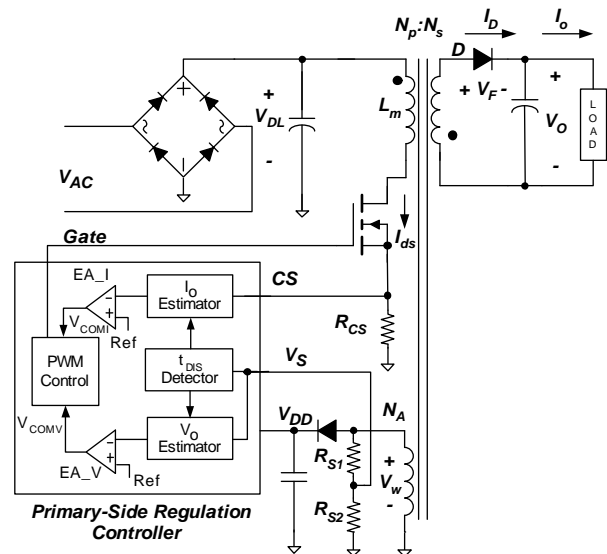 Np:Ns
ID
Io
D
+
VDL
-
Lm
+ VF -
+
VO
-
LOAD
VAC
Gate
Ids
EA_I
IO
Estimator
CS
VCOMI
Ref
RCS
PWM
Control
tDIS
Detector
VS
VDD
NA
VCOMV
VO
Estimator
EA_V
Ref
RS1
RS2
+
Vw
-
Primary-Side Regulation
Controller